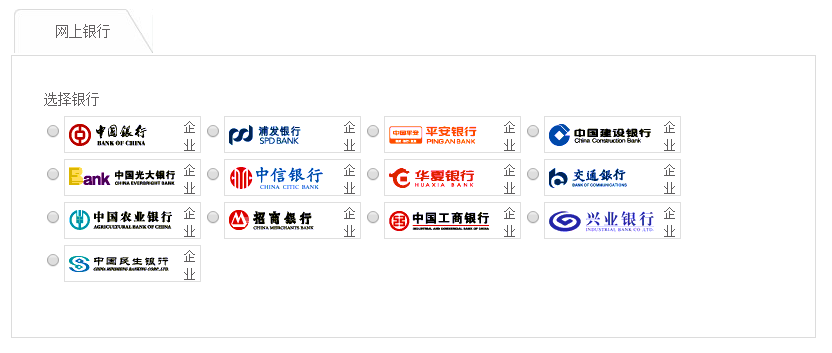 网上银行
选择银行
中国银行 BANK OF CHINA 企业
浦发银行 SPD BANK 企业
中国平安 平安银行 PING AN BANK 企业
中国建设银行 China Construction Bank 企业
Bank 中国光大银行 CHINA EVERBRIGHT BANK 企业
中信银行 CHINA CITIC BANK 企业
华夏银行 HUAXIA BANK 企业
交通银行 BANK OF COMMUNICATIONS 企业
中国农业银行 AGRICULTURAL BANK OF CHINA 企业
招商银行 CHINA MERCHANTS BANK 企业
中国工商银行 INDUSTRIAL AND COMMERCIAL BANK OF CHINA 企业
兴业银行 INDUSTRIAL BANK CO.,LTD. 企业
中国民生银行 CHINA MINSHENG BANKING CORP.,LTD. 企业